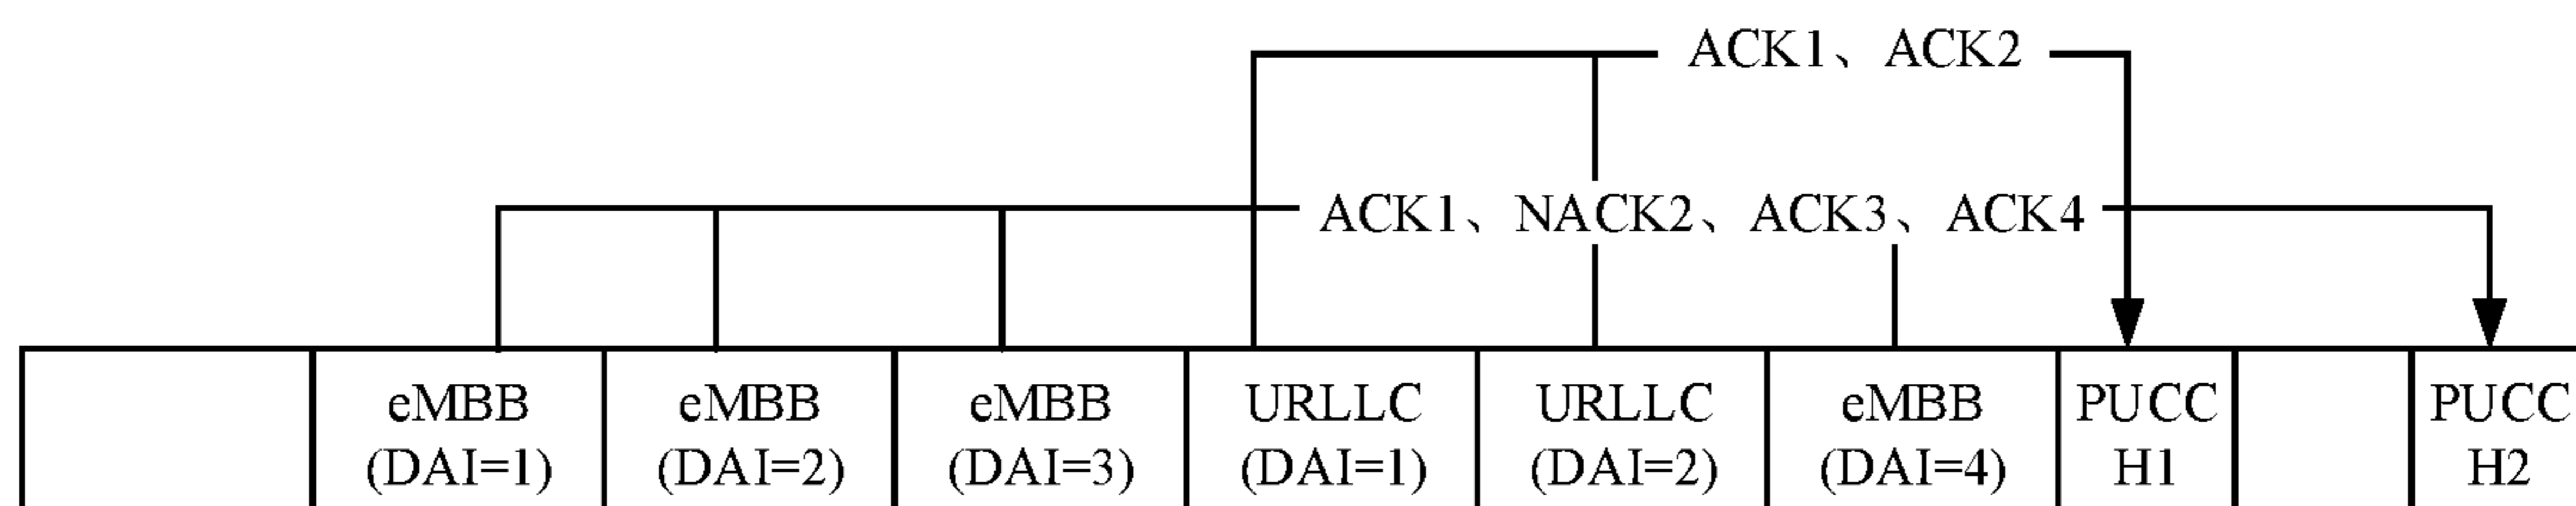 ACK1、ACK2
ACK1、NACK2、ACK3、ACK4
eMBB
(DAI=1)
eMBB
(DAI=2)
eMBB
(DAI=3)
URLLC
(DAI=1)
URLLC
(DAI=2)
eMBB
(DAI=4)
PUCC
H1
PUCC
H2